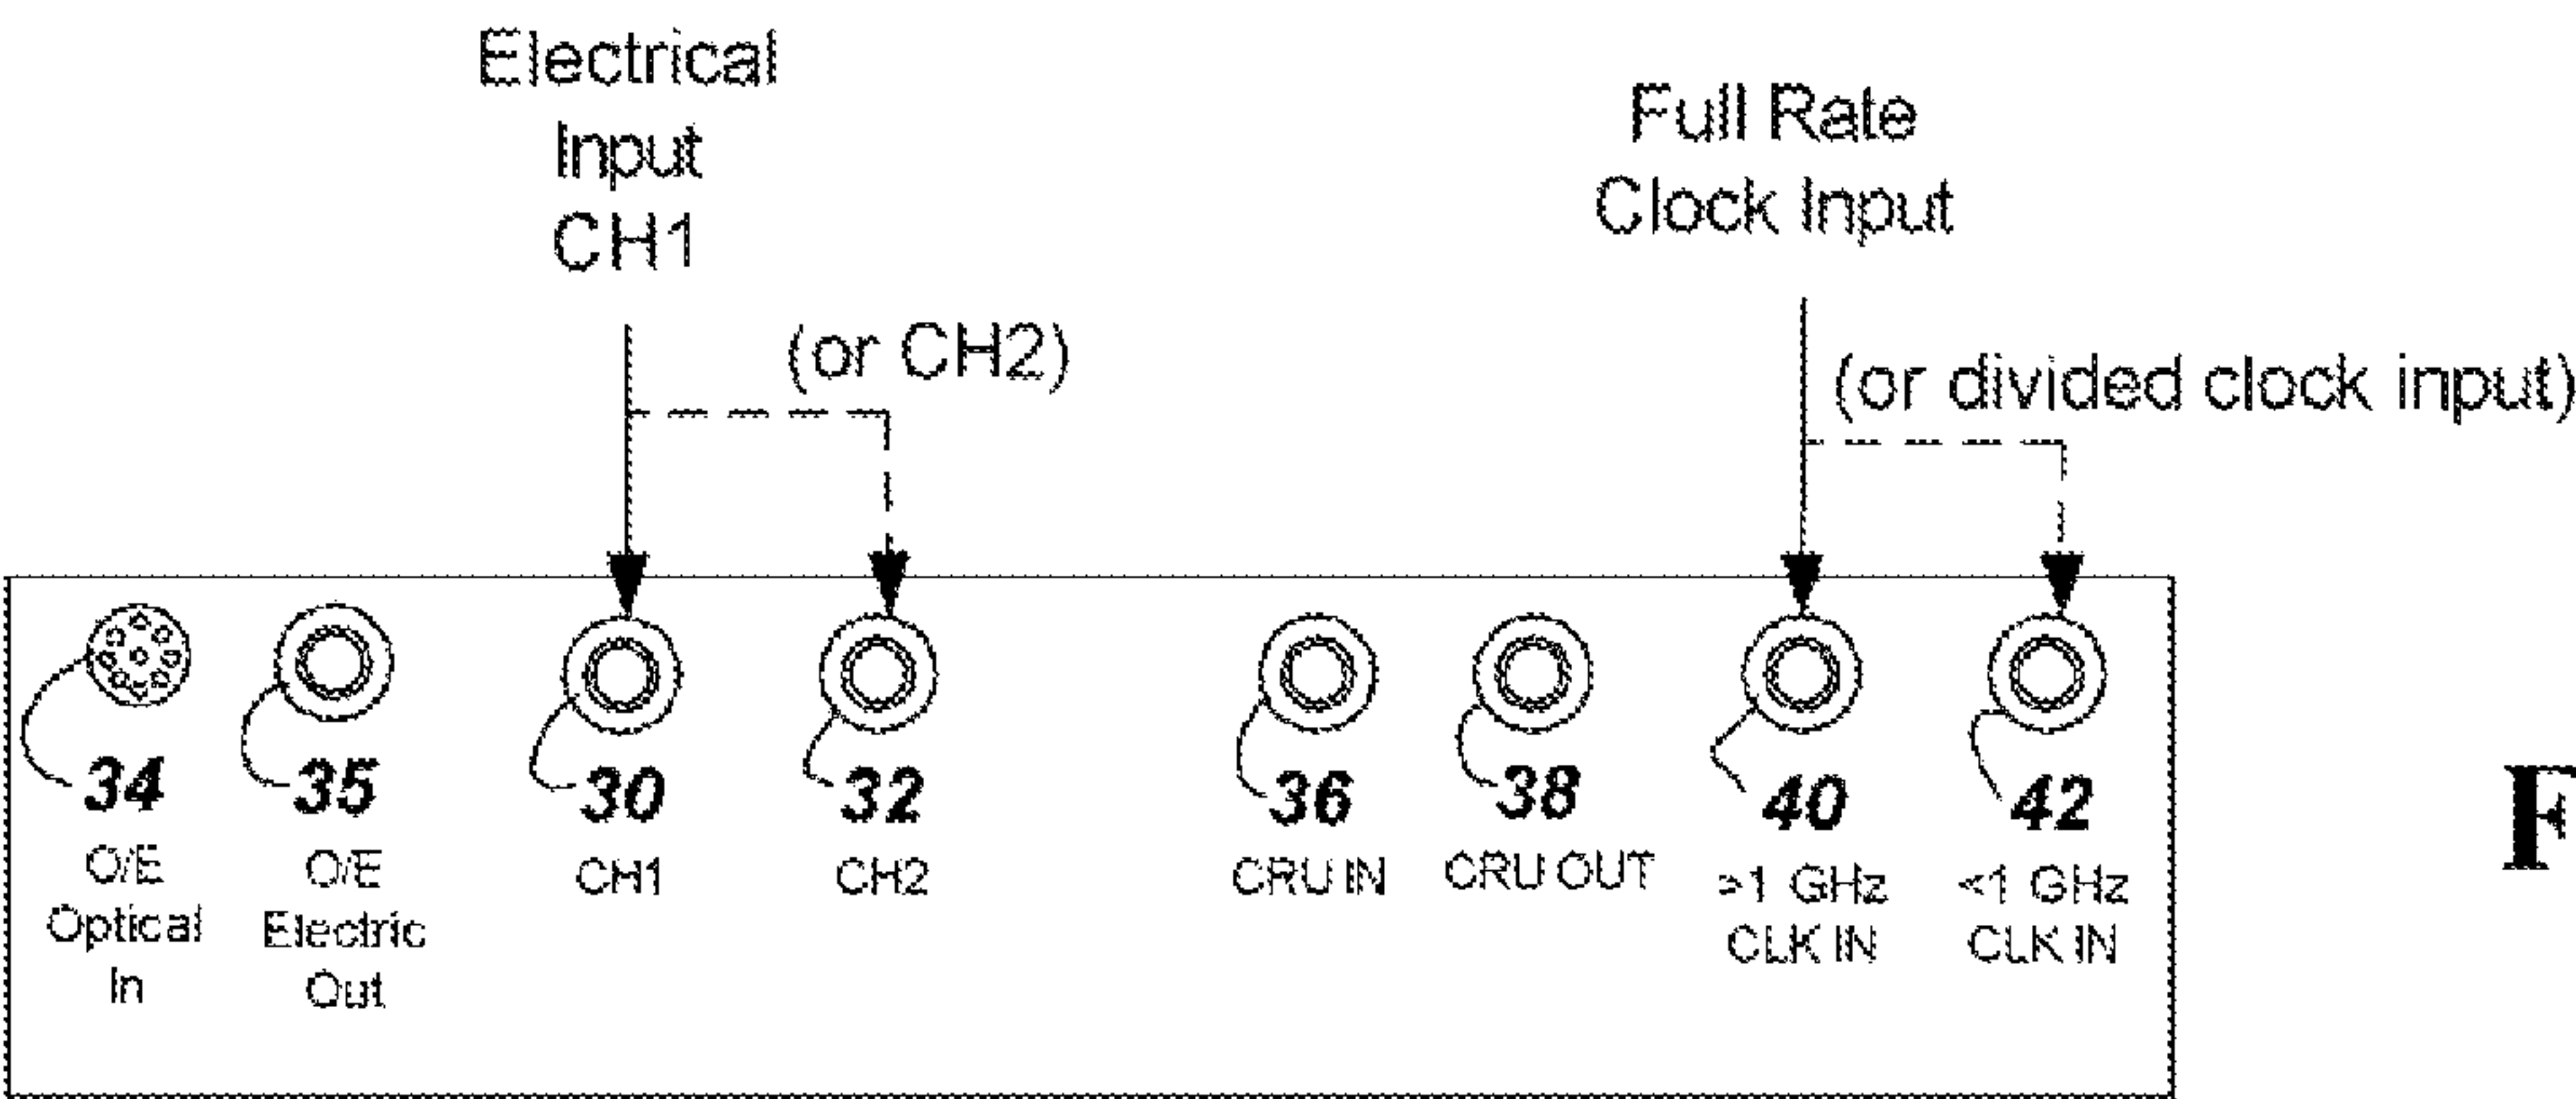 Electrical
Input
CH1
(or CH2)
Full Rate
Clock Input
(or divided clock input)
34
O/E
Optical
In
35
O/E
Electric
Out
30
CH1
32
CH2
36
CRU IN
38
CRU OUT
40
>1 GHz
CLK IN
42
<1 GHz
CLK IN
F